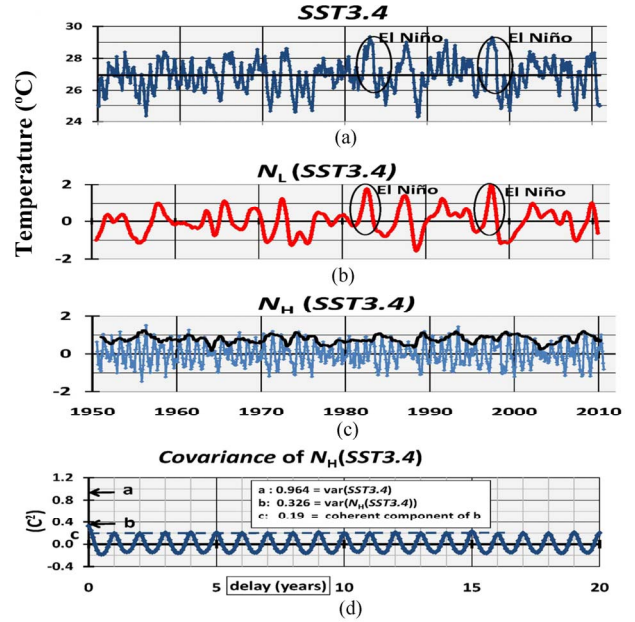 SST3.4
Temperature (ºC)
30
28
26
24
El Niño
El Niño
(a)
N_L (SST3.4)
2
0
-2
El Niño
El Niño
(b)
N_H (SST3.4)
2
0
-2
1950 1960 1970 1980 1990 2000 2010
(c)
Covariance of N_H(SST3.4)
(C²)
1.2
0.8
0.4
0.0
-0.4
a
b
c
a : 0.964 = var(SST3.4)
b: 0.326 = var(N_H(SST3.4))
c: 0.19 = coherent component of b
0 5 10 15 20
delay (years)
(d)